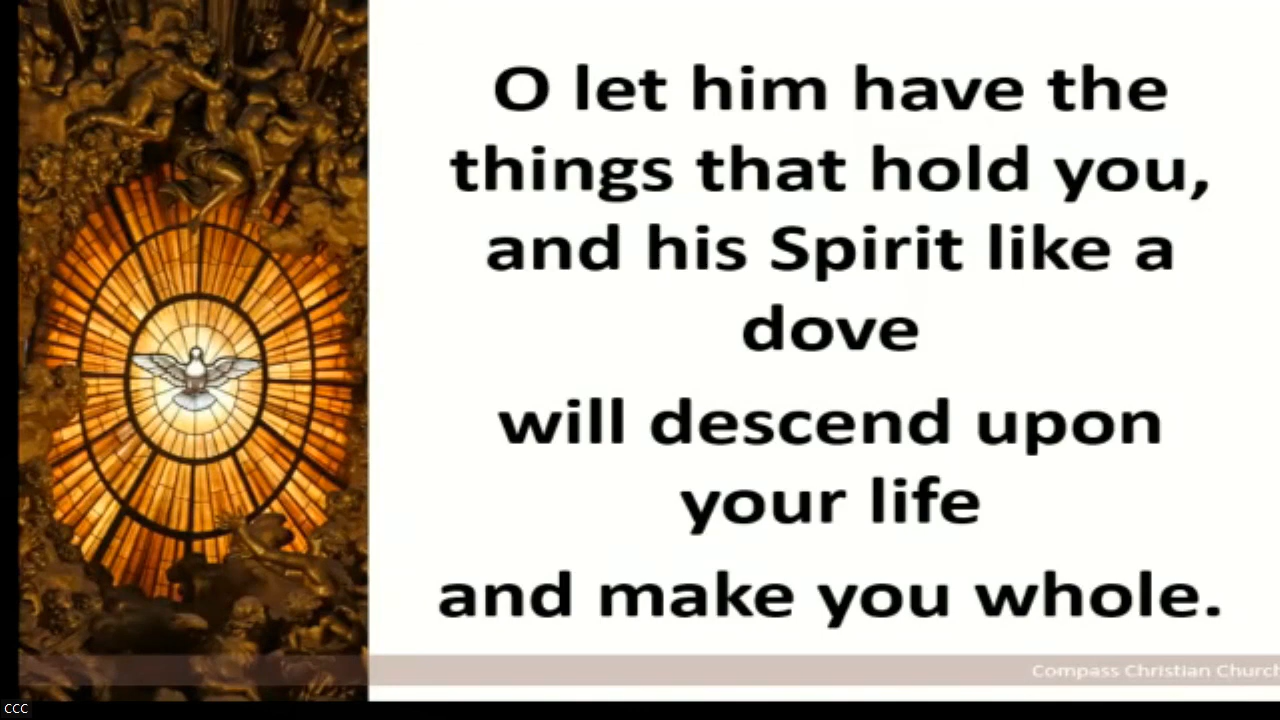 O let him have the
things that hold you,
and his Spirit like a
dove
will descend upon
your life
and make you whole.
Compass Christian Church
CCC